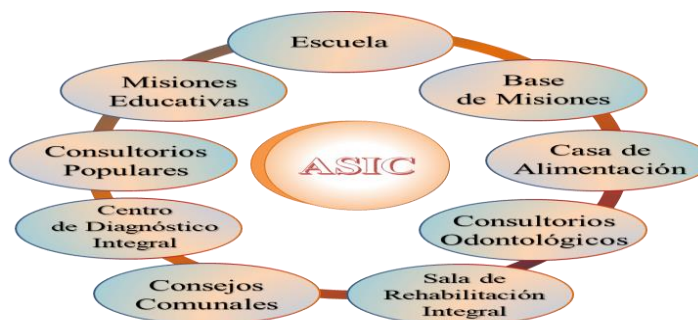 Escuela
Base
de Misiones
Casa de
Alimentación
Consultorios
Odontológicos
Sala de
Rehabilitación
Integral
Consejos
Comunales
Centro
de Diagnóstico
Integral
Consultorios
Populares
Misiones
Educativas
ASIC